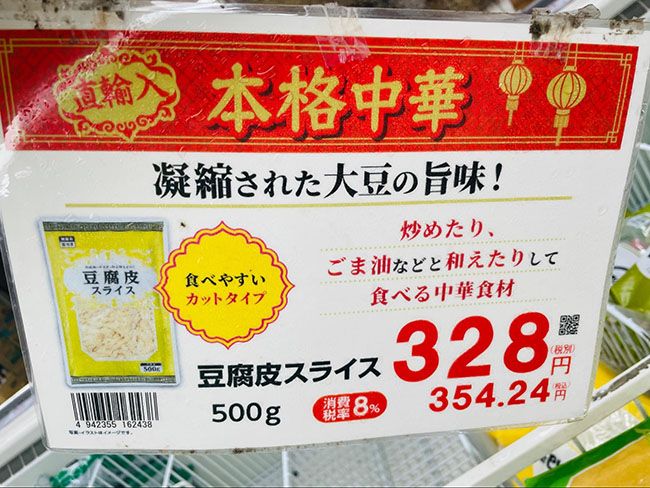 直輸入
本格中華
凝縮された大豆の旨味!
炒めたり、
ごま油などと和えたりして
食べる中華食材
豆腐皮
スライス
500g
食べやすい
カットタイプ
豆腐皮スライス
500g
消費税率8%
328円(税別)
354.24円(税込)
4 942355 162438
写真・イラストはイメージです。